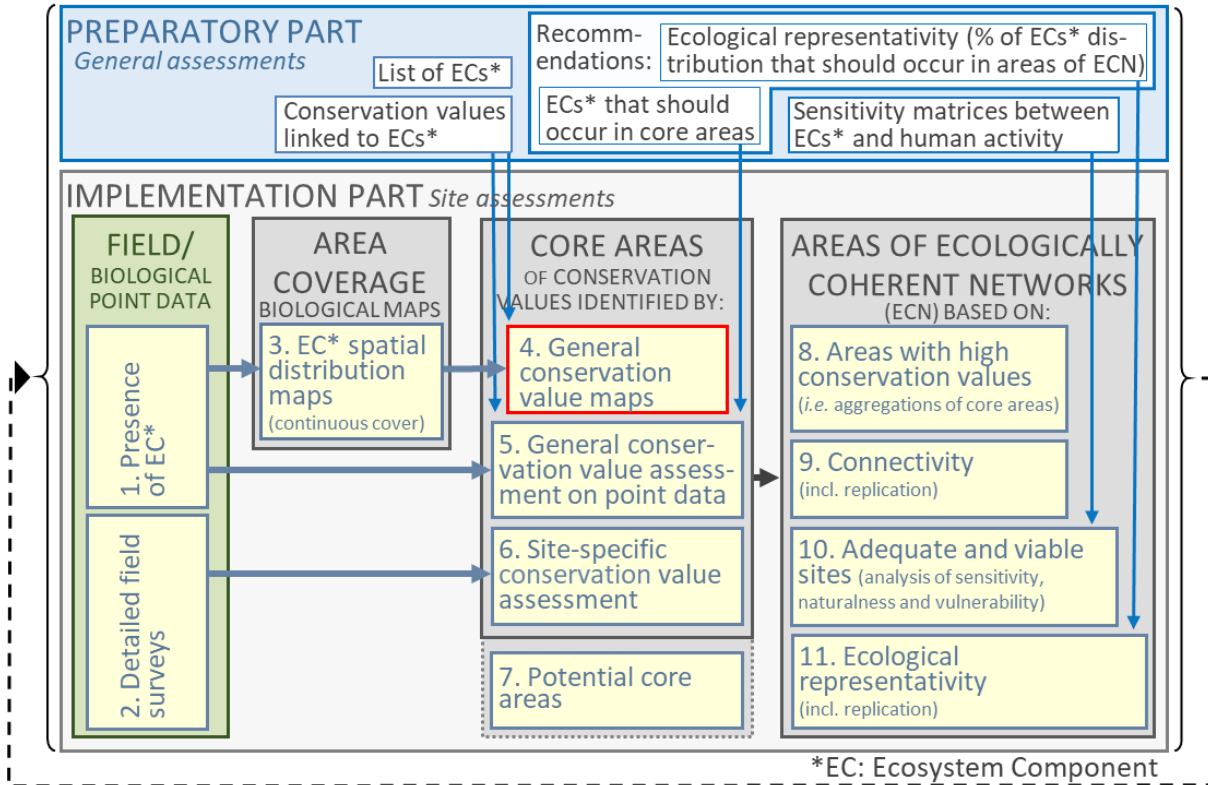 PREPARATORY PART
General assessments
List of ECs*
Conservation values
linked to ECs*
Recomm-
endations:
Ecological representativity (% of ECs* dis-
tribution that should occur in areas of ECN)
ECs* that should
occur in core areas
Sensitivity matrices between
ECs* and human activity
IMPLEMENTATION PART Site assessments
FIELD/
BIOLOGICAL
POINT DATA
1. Presence
of EC*
2. Detailed field
surveys
AREA
COVERAGE
BIOLOGICAL MAPS
3. EC* spatial
distribution
maps
(continuous cover)
CORE AREAS
OF CONSERVATION
VALUES IDENTIFIED BY:
4. General
conservation
value maps
5. General conser-
vation value assess-
ment on point data
6. Site-specific
conservation value
assessment
7. Potential core
areas
AREAS OF ECOLOGICALLY
COHERENT NETWORKS
(ECN) BASED ON:
8. Areas with high
conservation values
(i.e. aggregations of core areas)
9. Connectivity
(incl. replication)
10. Adequate and viable
sites (analysis of sensitivity,
naturalness and vulnerability)
11. Ecological
representativity
(incl. replication)
*EC: Ecosystem Component